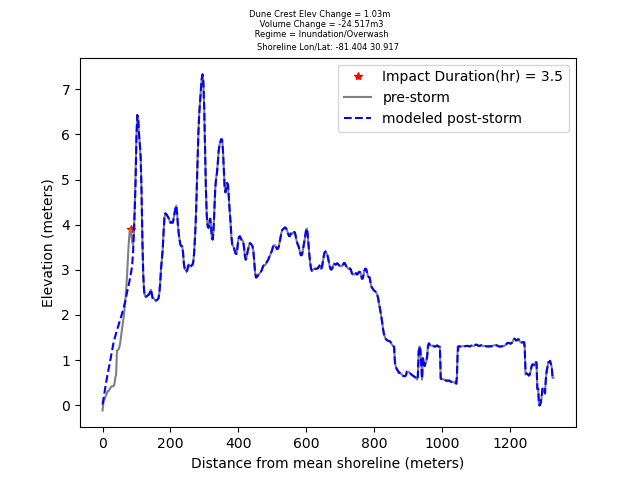 Dune Crest Elev Change = 1.03m
Volume Change = -24.517m3
Regime = Inundation/Overwash
Shoreline Lon/Lat: -81.404 30.917
Impact Duration(hr) = 3.5
pre-storm
modeled post-storm
7
6
5
4
3
2
1
0
Elevation (meters)
0 200 400 600 800 1000 1200
Distance from mean shoreline (meters)